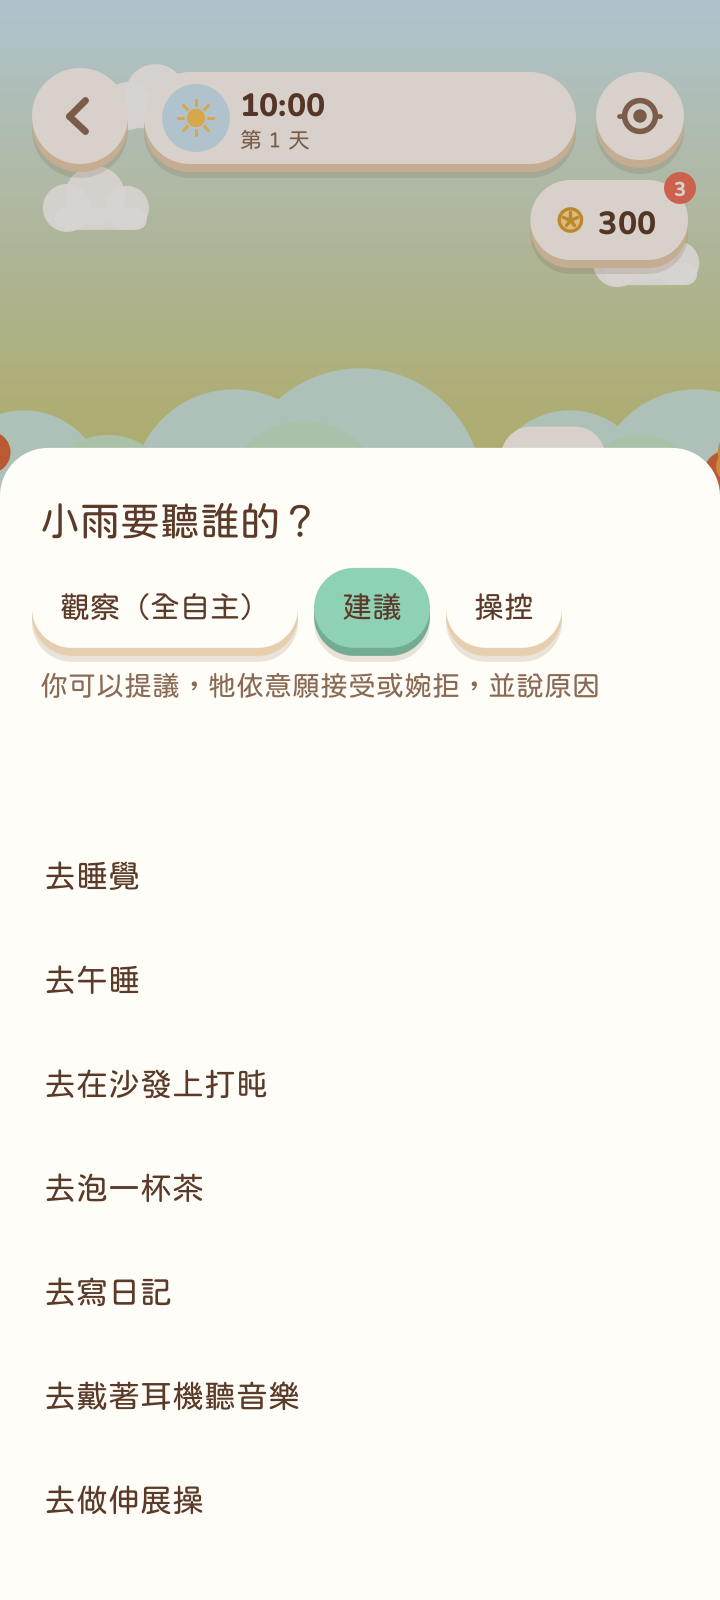 10:00
第 1 天
3
300
小雨要聽誰的？
觀察（全自主）
建議
操控
你可以提議，牠依意願接受或婉拒，並說原因
去睡覺
去午睡
去在沙發上打盹
去泡一杯茶
去寫日記
去戴著耳機聽音樂
去做伸展操